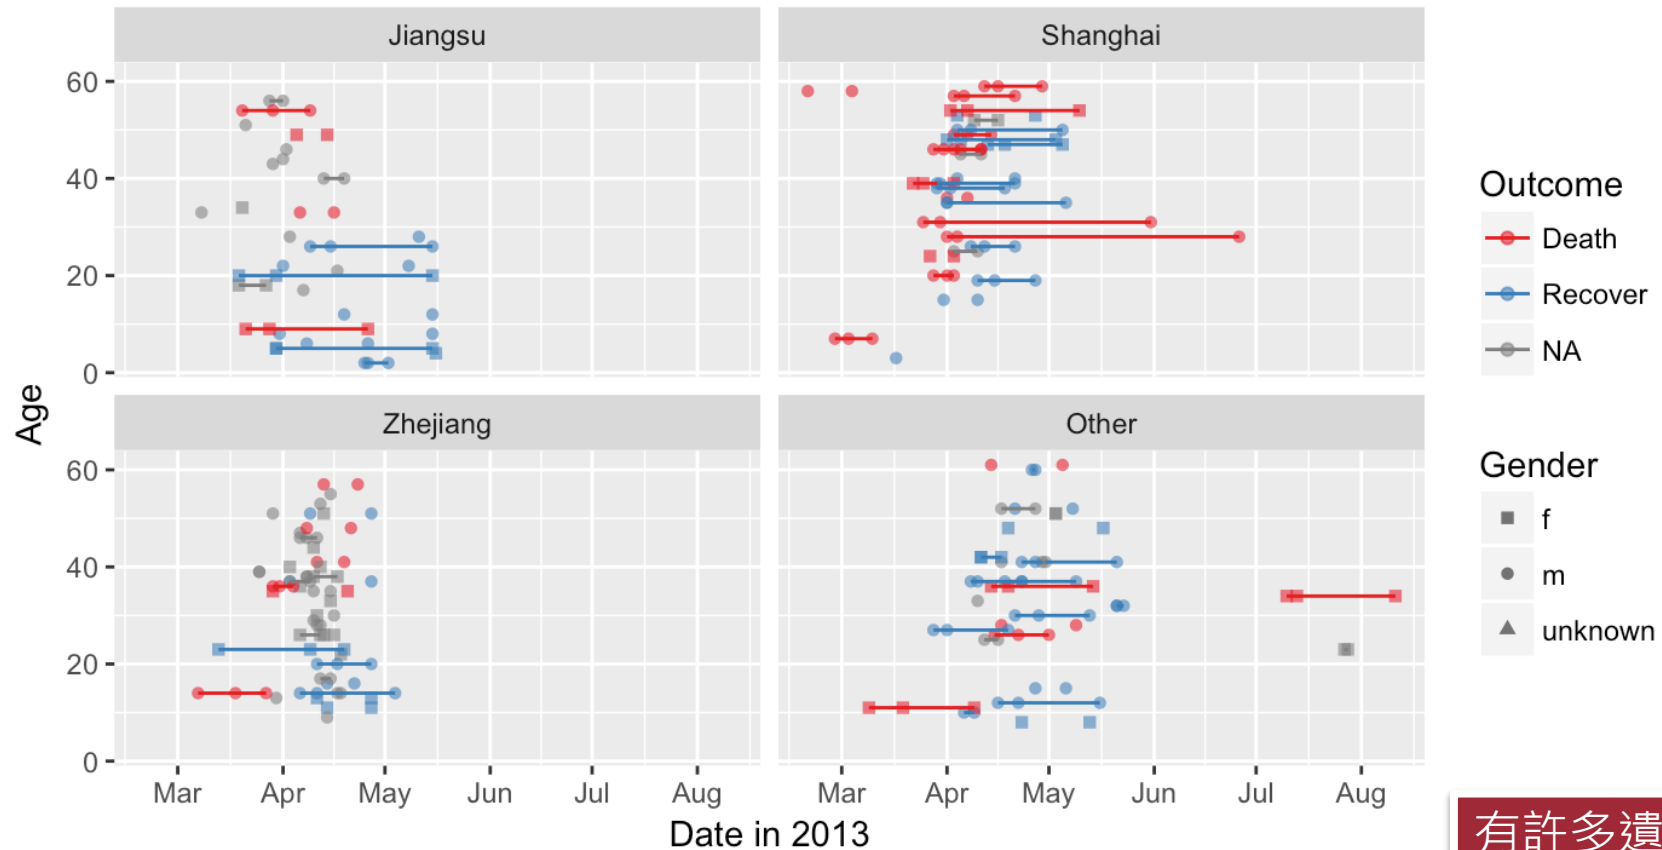 Jiangsu
Shanghai
60
40
20
0
Zhejiang
Other
60
40
20
0
Mar Apr May Jun Jul Aug
Mar Apr May Jun Jul Aug
Date in 2013
Age
Outcome
Death
Recover
NA
Gender
f
m
unknown
有許多遺